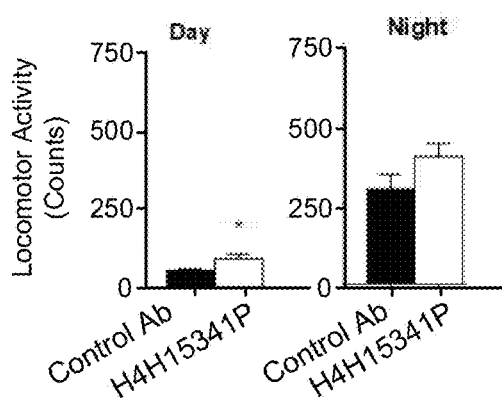 Day
Night
Locomotor Activity
(Counts)
750
500
250
0
*
Control Ab
H4H15341P
750
500
250
0
Control Ab
H4H15341P